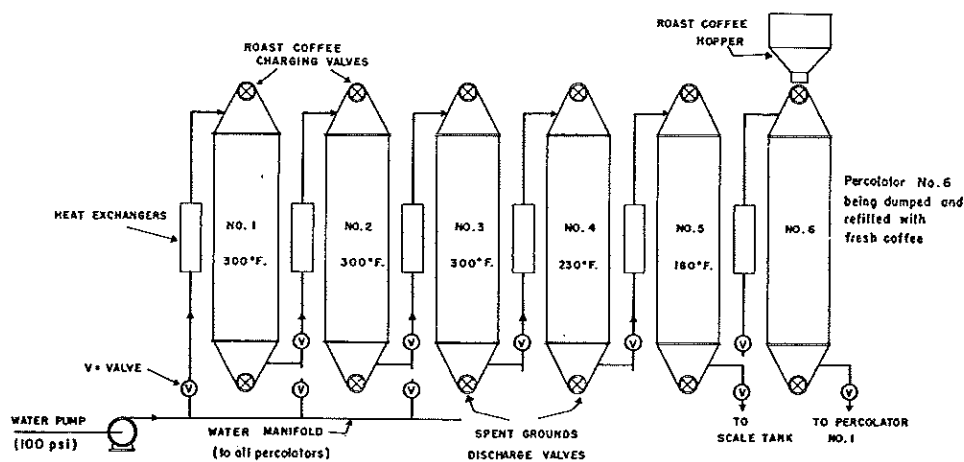 ROAST COFFEE
CHARGING VALVES
ROAST COFFEE
HOPPER
HEAT EXCHANGERS
NO. 1
300°F.
NO. 2
300°F.
NO. 3
300°F.
NO. 4
230°F.
NO. 5
180°F.
NO. 6
Percolator No. 6
being dumped and
refilled with
fresh coffee
V = VALVE
V
V
V
V
V
V
V
V
V
V
WATER PUMP
(100 psi)
WATER MANIFOLD
(to all percolators)
SPENT GROUNDS
DISCHARGE VALVES
TO
SCALE TANK
TO PERCOLATOR
NO. 1